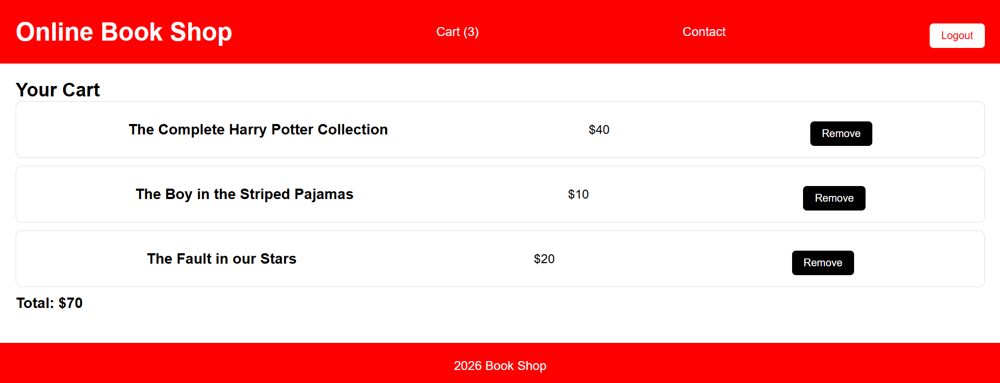 Online Book Shop Cart (3) Contact Logout
Your Cart
The Complete Harry Potter Collection $40 Remove
The Boy in the Striped Pajamas $10 Remove
The Fault in our Stars $20 Remove
Total: $70
2026 Book Shop